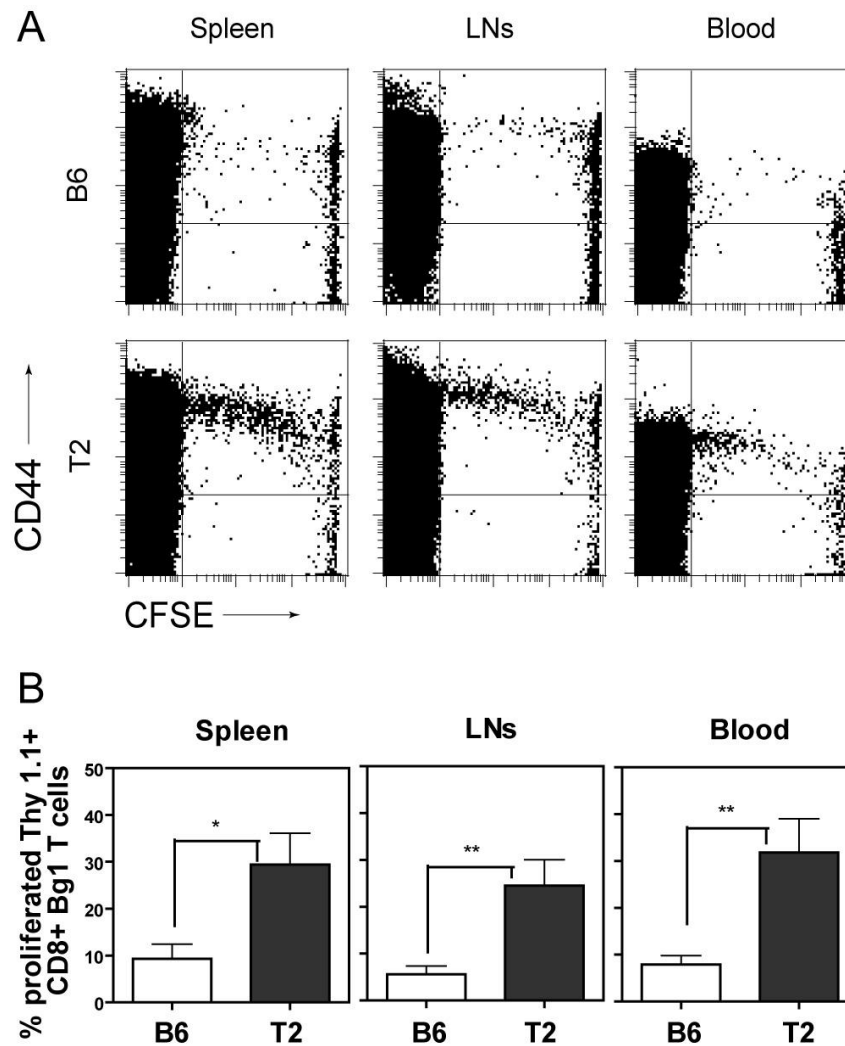 A
Spleen LNs Blood
B6
T2
CD44
CFSE
B
Spleen LNs Blood
% proliferated Thy 1.1+
CD8+ Bg1 T cells
50
40
30
20
10
0
* ** **
B6 T2 B6 T2 B6 T2